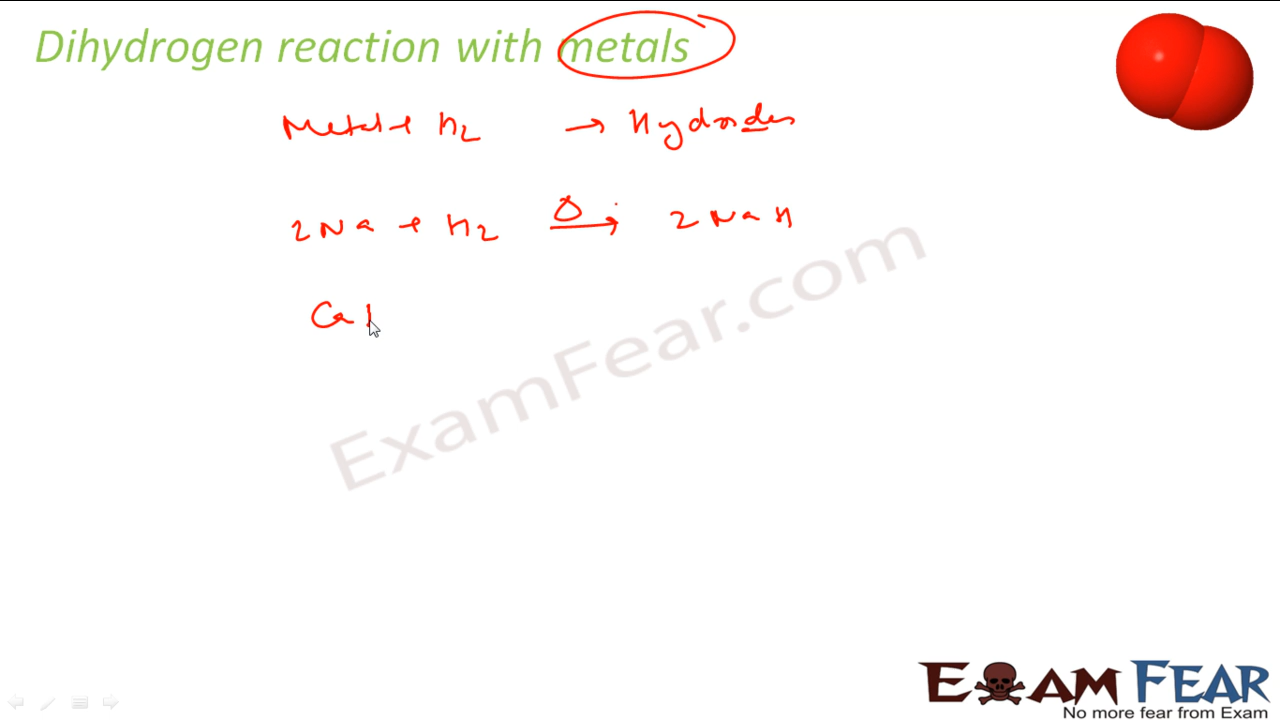 Dihydrogen reaction with metals
Metal + H2 → Hydrides
2Na + H2 Δ→ 2NaH
Ca
ExamFear.com
EXAM FEAR
No more fear from Exam